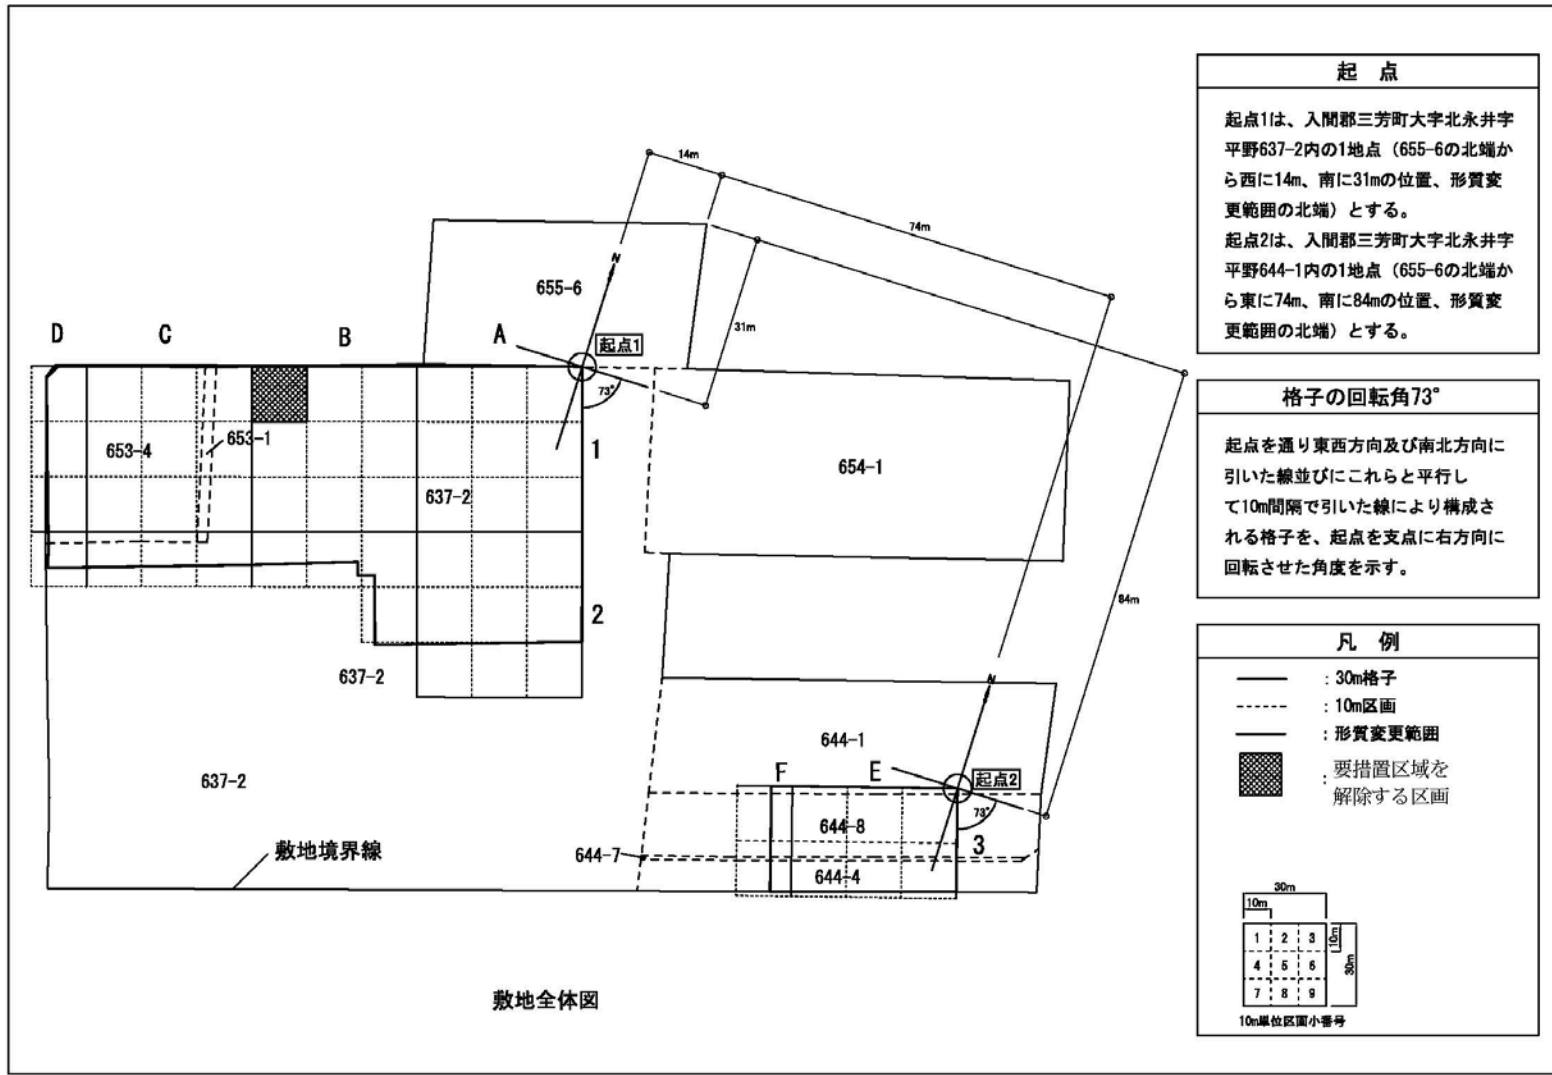 14m
74m
N
655-6
31m
D
C
B
A
起点1
73°
653-4
653-1
1
637-2
654-1
84m
2
637-2
N
644-1
637-2
F
E
起点2
73°
644-8
3
644-7
644-4
敷地境界線
敷地全体図
起 点
起点1は、入間郡三芳町大字北永井字
平野637-2内の1地点（655-6の北端か
ら西に14m、南に31mの位置、形質変
更範囲の北端）とする。
起点2は、入間郡三芳町大字北永井字
平野644-1内の1地点（655-6の北端か
ら東に74m、南に84mの位置、形質変
更範囲の北端）とする。
格子の回転角73°
起点を通り東西方向及び南北方向に
引いた線並びにこれらと平行し
て10m間隔で引いた線により構成さ
れる格子を、起点を支点に右方向に
回転させた角度を示す。
凡 例
：30m格子
：10m区画
：形質変更範囲
：要措置区域を
解除する区画
30m
10m
1 2 3
10m
4 5 6
30m
7 8 9
10m単位区画小番号